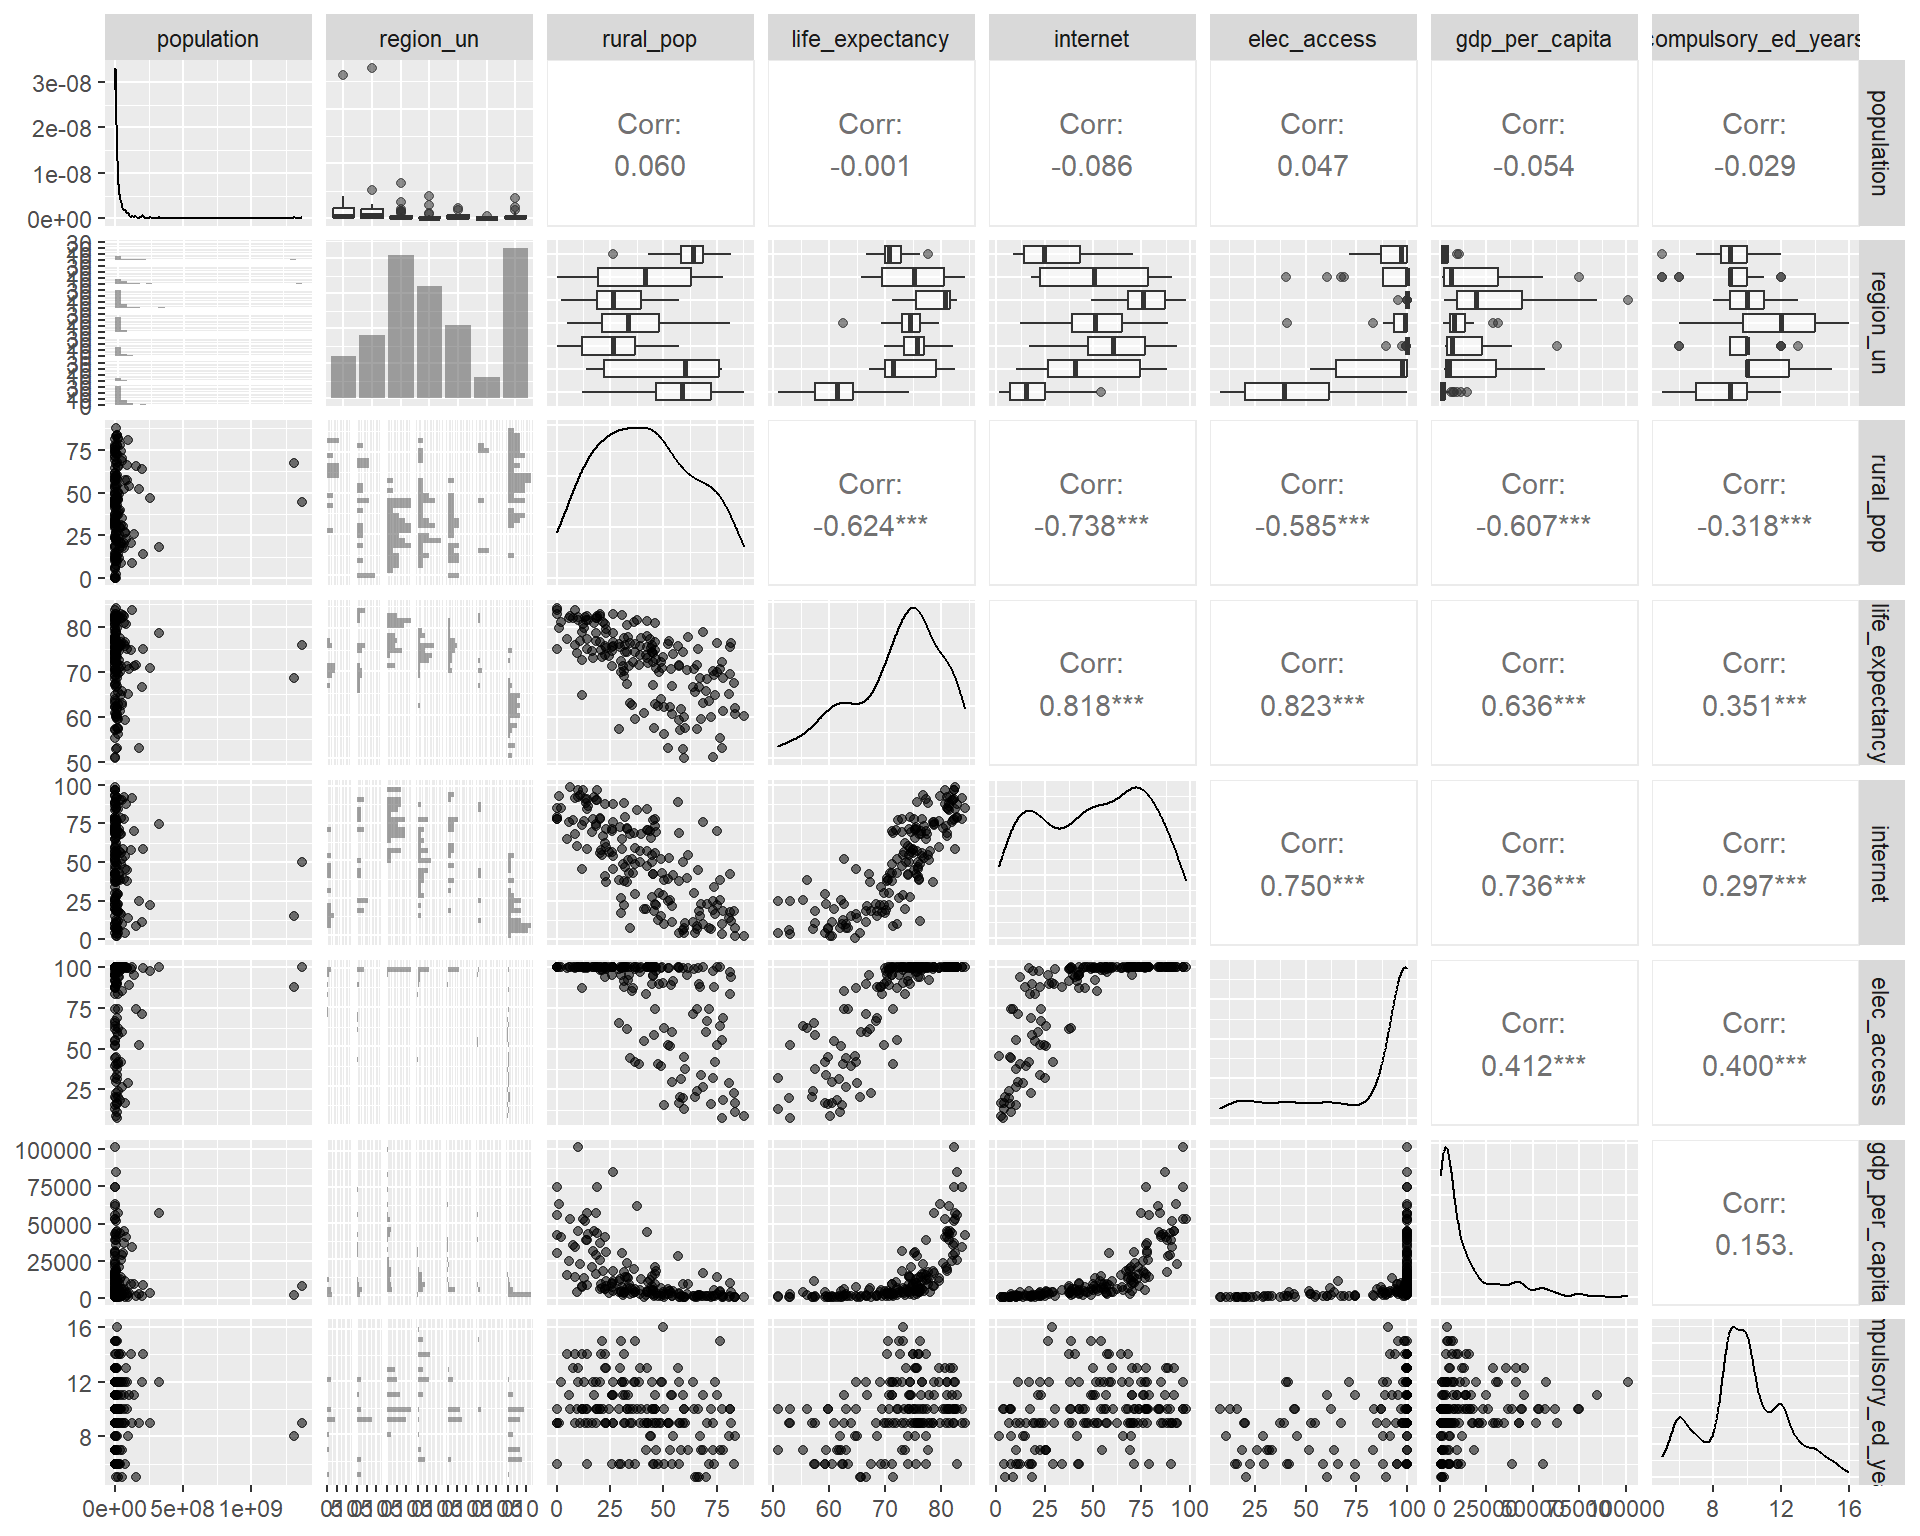 population region_un rural_pop life_expectancy internet elec_access gdp_per_capita compulsory_ed_years
3e-08
2e-08
1e-08
0e+00
Corr:
0.060
Corr:
-0.001
Corr:
-0.086
Corr:
0.047
Corr:
-0.054
Corr:
-0.029
population
region_un
75
50
25
0
Corr:
-0.624***
Corr:
-0.738***
Corr:
-0.585***
Corr:
-0.607***
Corr:
-0.318***
rural_pop
80
70
60
50
Corr:
0.818***
Corr:
0.823***
Corr:
0.636***
Corr:
0.351***
life_expectancy
100
75
50
25
0
Corr:
0.750***
Corr:
0.736***
Corr:
0.297***
internet
100
75
50
25
Corr:
0.412***
Corr:
0.400***
elec_access
100000
75000
50000
25000
0
Corr:
0.153.
gdp_per_capita
16
12
8
mpulsory_ed_yea
0e+00 5e+08 1e+09
0 25 50 75
50 60 70 80
0 25 50 75 100
25 50 75 100
0 25000 50000 75000 100000
8 12 16